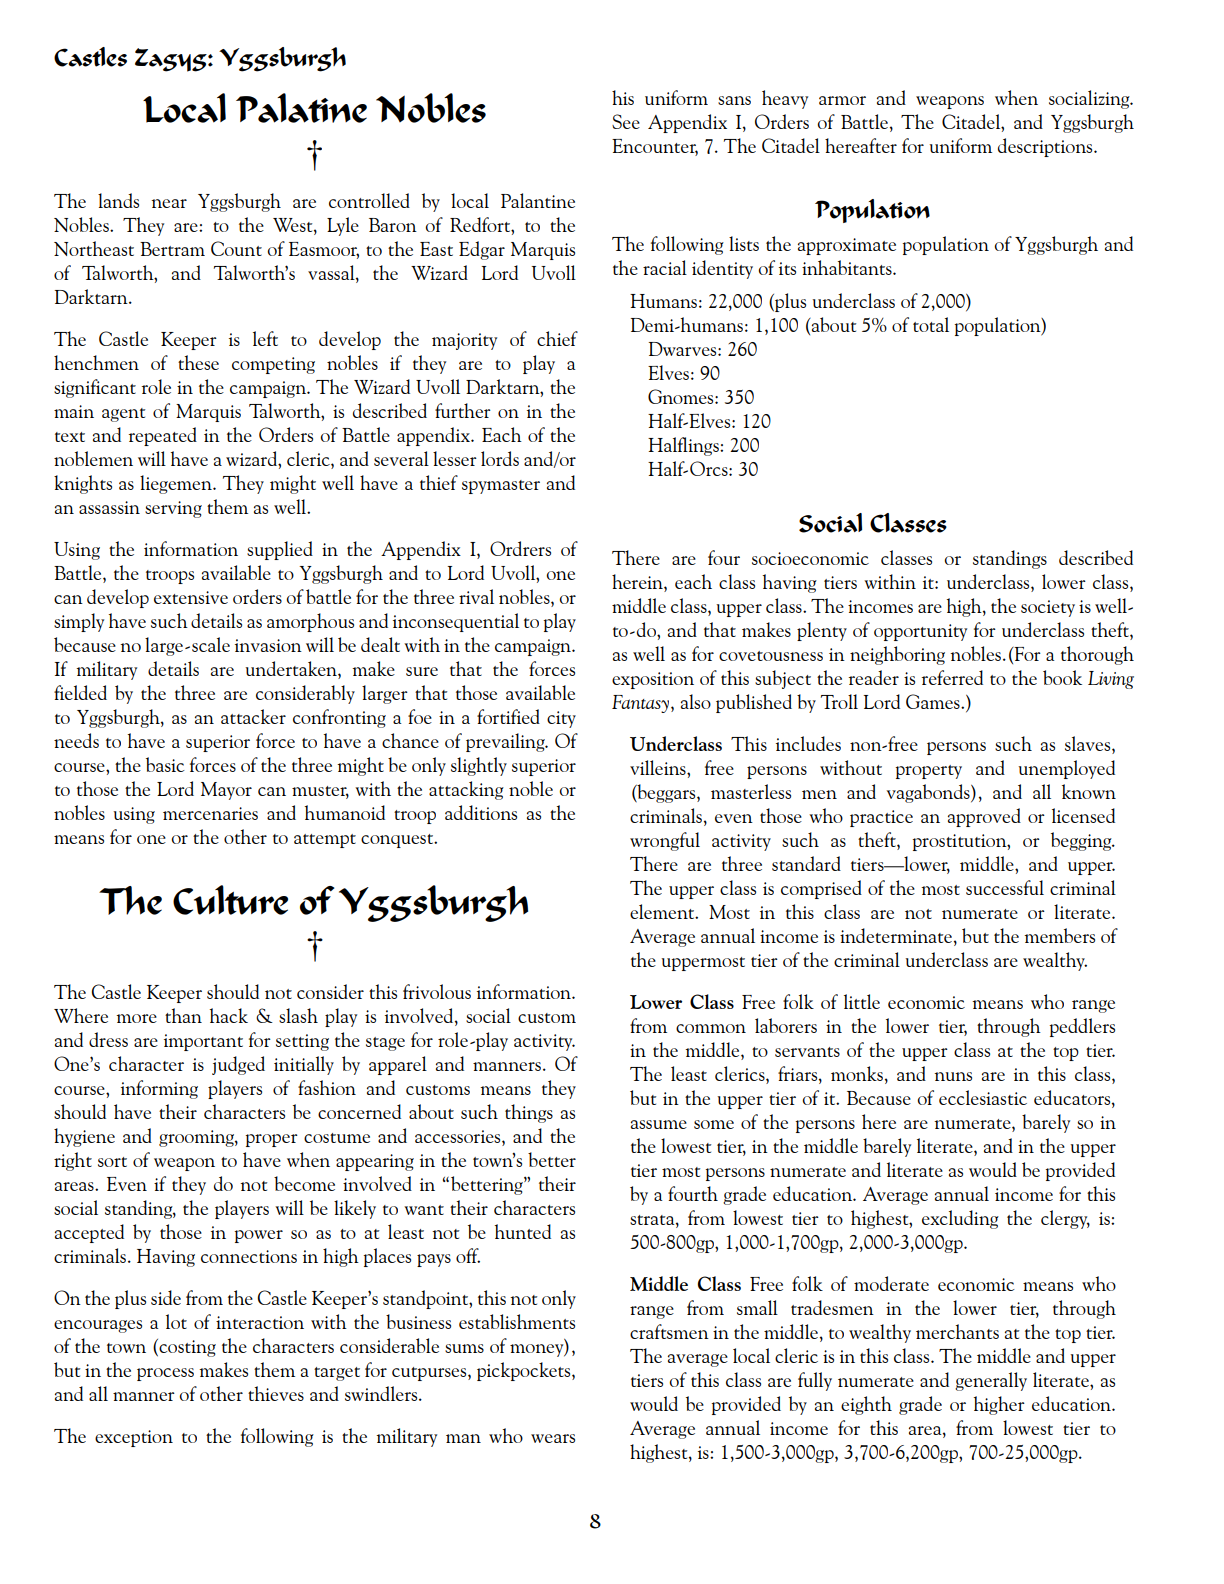 Castles Zagyg: Yggsburgh
Local Palatine Nobles
†
The lands near Yggsburgh are controlled by local Palantine
Nobles. They are: to the West, Lyle Baron of Redfort, to the
Northeast Bertram Count of Easmoor, to the East Edgar Marquis
of Talworth, and Talworth's vassal, the Wizard Lord Uvoll
Darktarn.
The Castle Keeper is left to develop the majority of chief
henchmen of these competing nobles if they are to play a
significant role in the campaign. The Wizard Uvoll Darktarn, the
main agent of Marquis Talworth, is described further on in the
text and repeated in the Orders of Battle appendix. Each of the
noblemen will have a wizard, cleric, and several lesser lords and/or
knights as liegemen. They might well have a thief spymaster and
an assassin serving them as well.
Using the information supplied in the Appendix I, Ordrers of
Battle, the troops available to Yggsburgh and to Lord Uvoll, one
can develop extensive orders of battle for the three rival nobles, or
simply have such details as amorphous and inconsequential to play
because no large-scale invasion will be dealt with in the campaign.
If military details are undertaken, make sure that the forces
fielded by the three are considerably larger that those available
to Yggsburgh, as an attacker confronting a foe in a fortified city
needs to have a superior force to have a chance of prevailing. Of
course, the basic forces of the three might be only slightly superior
to those the Lord Mayor can muster, with the attacking noble or
nobles using mercenaries and humanoid troop additions as the
means for one or the other to attempt conquest.
The Culture of Yggsburgh
†
The Castle Keeper should not consider this frivolous information.
Where more than hack & slash play is involved, social custom
and dress are important for setting the stage for role-play activity.
One's character is judged initially by apparel and manners. Of
course, informing players of fashion and customs means they
should have their characters be concerned about such things as
hygiene and grooming, proper costume and accessories, and the
right sort of weapon to have when appearing in the town's better
areas. Even if they do not become involved in “bettering” their
social standing, the players will be likely to want their characters
accepted by those in power so as to at least not be hunted as
criminals. Having connections in high places pays off.
On the plus side from the Castle Keeper's standpoint, this not only
encourages a lot of interaction with the business establishments
of the town (costing the characters considerable sums of money),
but in the process makes them a target for cutpurses, pickpockets,
and all manner of other thieves and swindlers.
The exception to the following is the military man who wears
his uniform sans heavy armor and weapons when socializing.
See Appendix I, Orders of Battle, The Citadel, and Yggsburgh
Encounter, 7. The Citadel hereafter for uniform descriptions.
Population
The following lists the approximate population of Yggsburgh and
the racial identity of its inhabitants.
Humans: 22,000 (plus underclass of 2,000)
Demi-humans: 1,100 (about 5% of total population)
Dwarves: 260
Elves: 90
Gnomes: 350
Half-Elves: 120
Halflings: 200
Half-Orcs: 30
Social Classes
There are four socioeconomic classes or standings described
herein, each class having tiers within it: underclass, lower class,
middle class, upper class. The incomes are high, the society is well-
to-do, and that makes plenty of opportunity for underclass theft,
as well as for covetousness in neighboring nobles.(For a thorough
exposition of this subject the reader is referred to the book Living
Fantasy, also published by Troll Lord Games.)
Underclass This includes non-free persons such as slaves,
villeins, free persons without property and unemployed
(beggars, masterless men and vagabonds), and all known
criminals, even those who practice an approved or licensed
wrongful activity such as theft, prostitution, or begging.
There are three standard tiers—lower, middle, and upper.
The upper class is comprised of the most successful criminal
element. Most in this class are not numerate or literate.
Average annual income is indeterminate, but the members of
the uppermost tier of the criminal underclass are wealthy.
Lower Class Free folk of little economic means who range
from common laborers in the lower tier, through peddlers
in the middle, to servants of the upper class at the top tier.
The least clerics, friars, monks, and nuns are in this class,
but in the upper tier of it. Because of ecclesiastic educators,
assume some of the persons here are numerate, barely so in
the lowest tier, in the middle barely literate, and in the upper
tier most persons numerate and literate as would be provided
by a fourth grade education. Average annual income for this
strata, from lowest tier to highest, excluding the clergy, is:
500-800gp, 1,000-1,700gp, 2,000-3,000gp.
Middle Class Free folk of moderate economic means who
range from small tradesmen in the lower tier, through
craftsmen in the middle, to wealthy merchants at the top tier.
The average local cleric is in this class. The middle and upper
tiers of this class are fully numerate and generally literate, as
would be provided by an eighth grade or higher education.
Average annual income for this area, from lowest tier to
highest, is: 1,500-3,000gp, 3,700-6,200gp, 700-25,000gp.
8